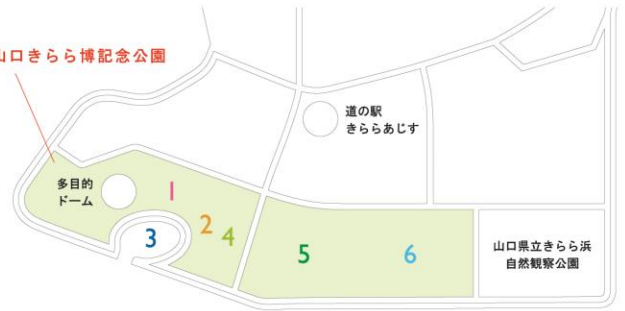 山口きらら博記念公園
道の駅
きららあじす
多目的
ドーム
1
2
3
4
5
6
山口県立きらら浜
自然観察公園